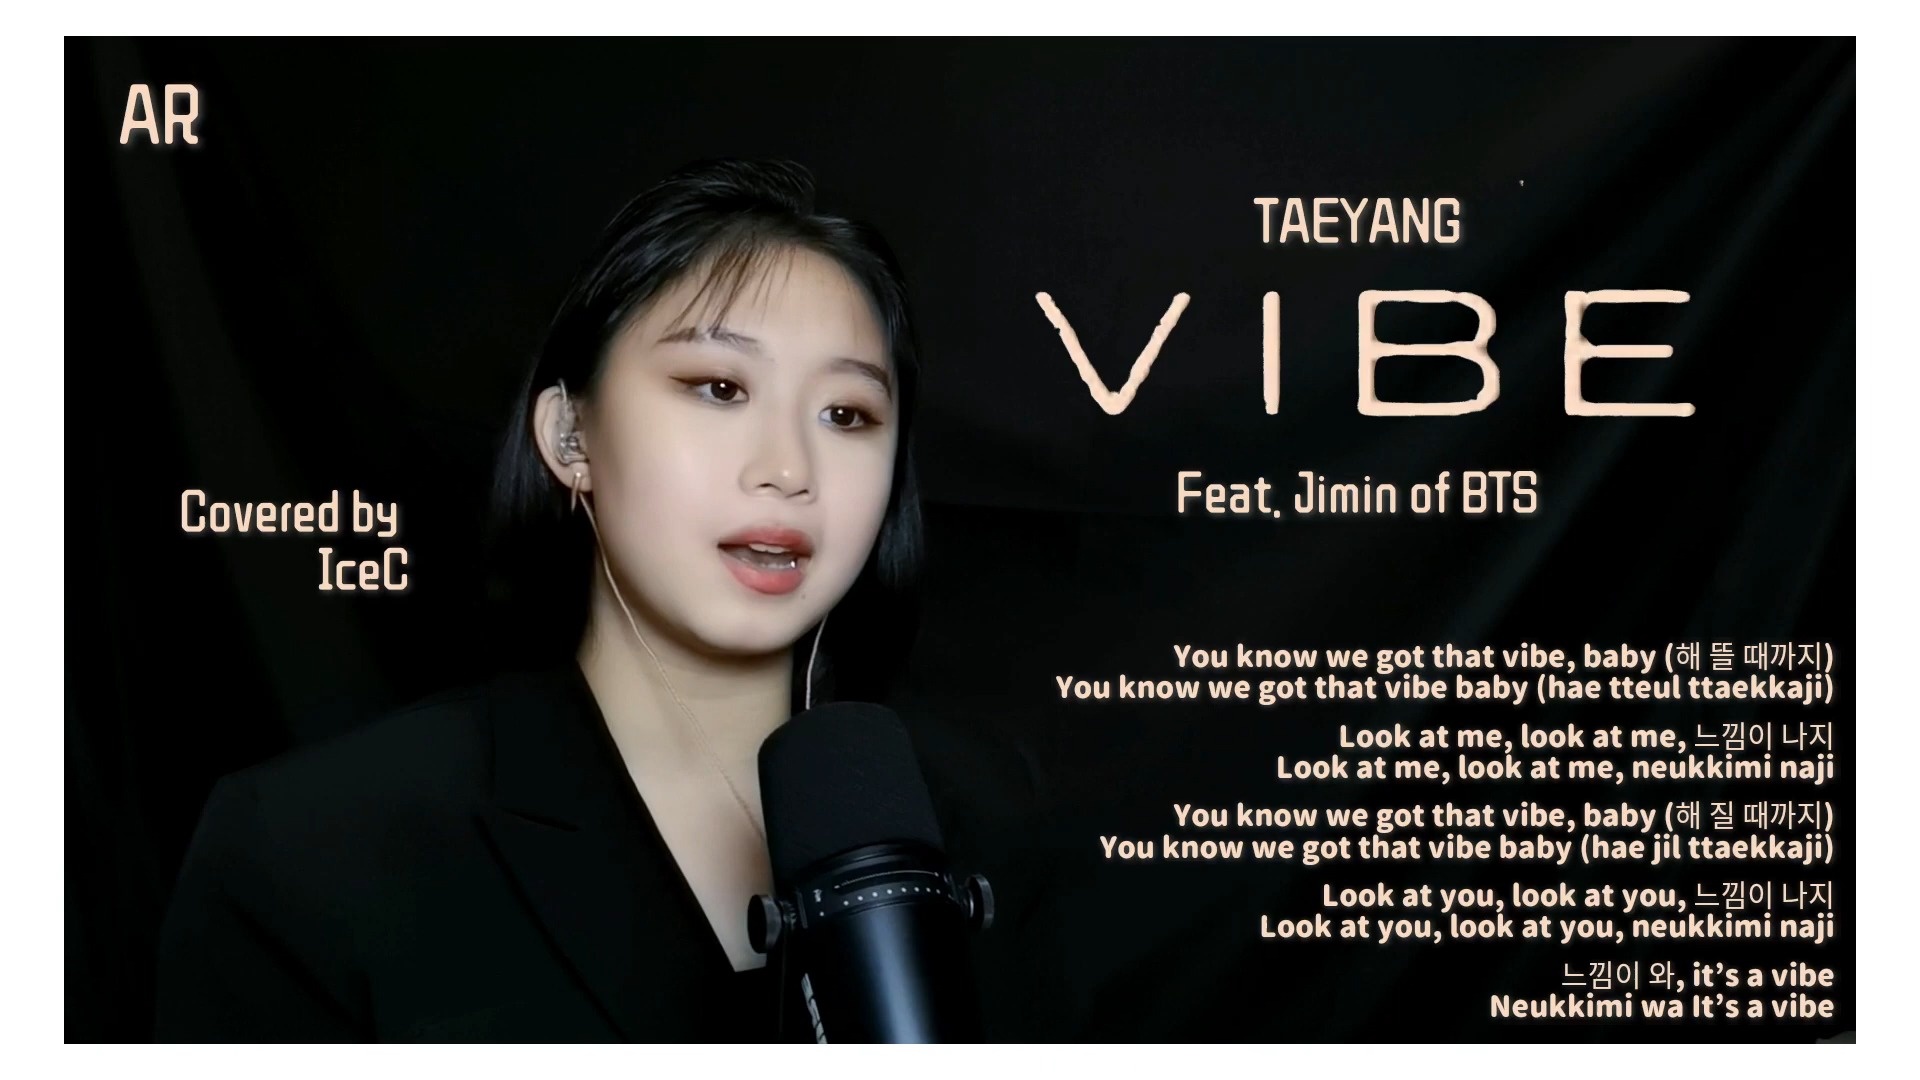 AR
TAEYANG
VIBE
Feat. Jimin of BTS
Covered by
IceC
You know we got that vibe, baby (해 뜰 때까지)
You know we got that vibe baby (hae tteul ttaekkaji)
Look at me, look at me, 느낌이 나지
Look at me, look at me, neukkimi naji
You know we got that vibe, baby (해 질 때까지)
You know we got that vibe baby (hae jil ttaekkaji)
Look at you, look at you, 느낌이 나지
Look at you, look at you, neukkimi naji
느낌이 와, it’s a vibe
Neukkimi wa It’s a vibe